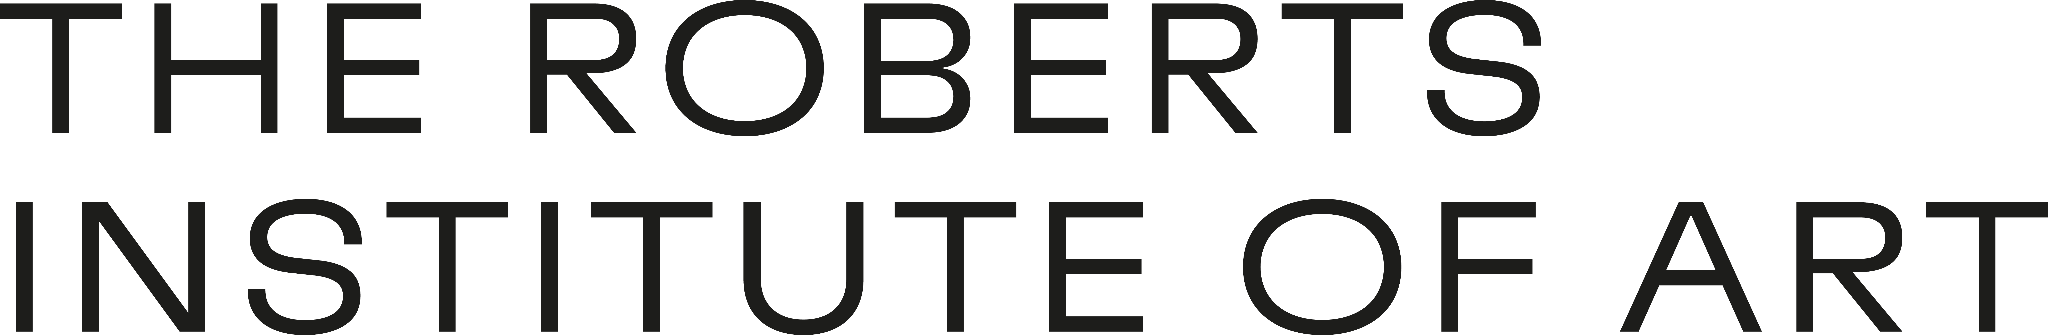 THE ROBERTS
INSTITUTE OF ART